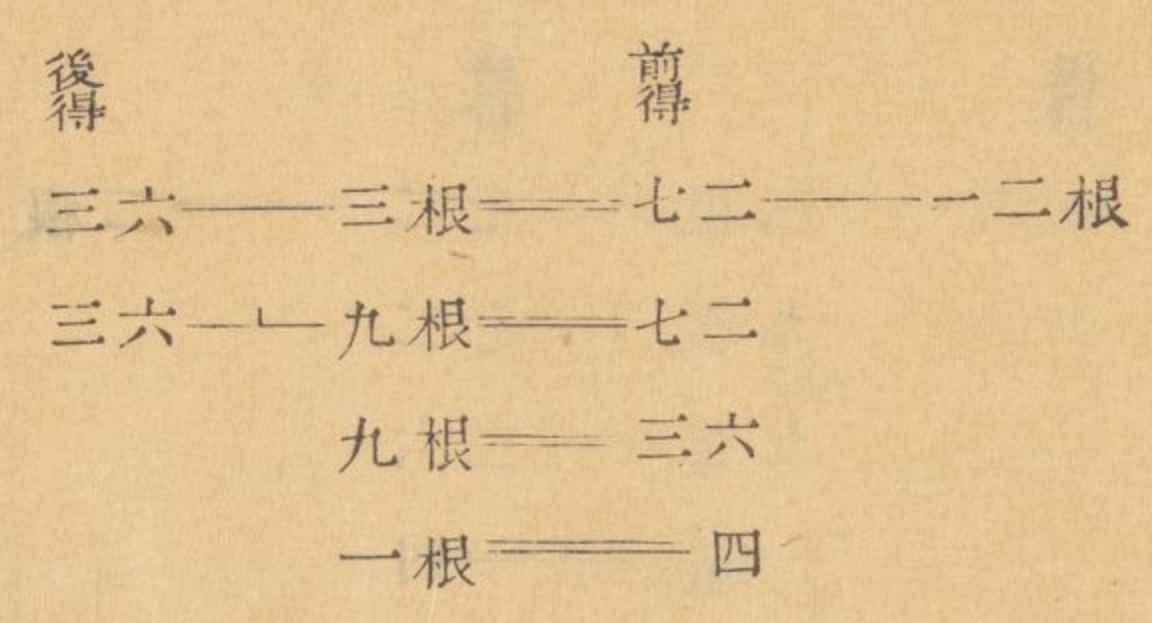 後得 前得
三六——三根====七二——一二根
三六—⊥—九根====七二
九根====三六
一根====四